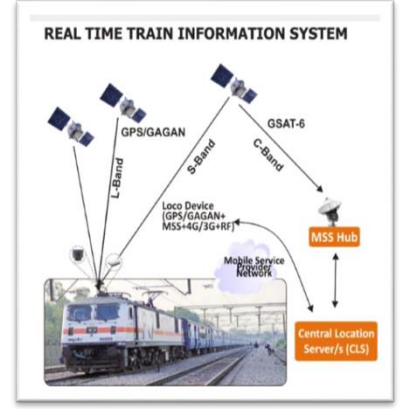 REAL TIME TRAIN INFORMATION SYSTEM
GPS/GAGAN
GSAT-6
L-Band
S-Band
C-Band
Loco Device
(GPS/GAGAN+
MSS+4G/3G+RF)
MSS Hub
Mobile Service
Provider
Network
Central Location
Server/s (CLS)